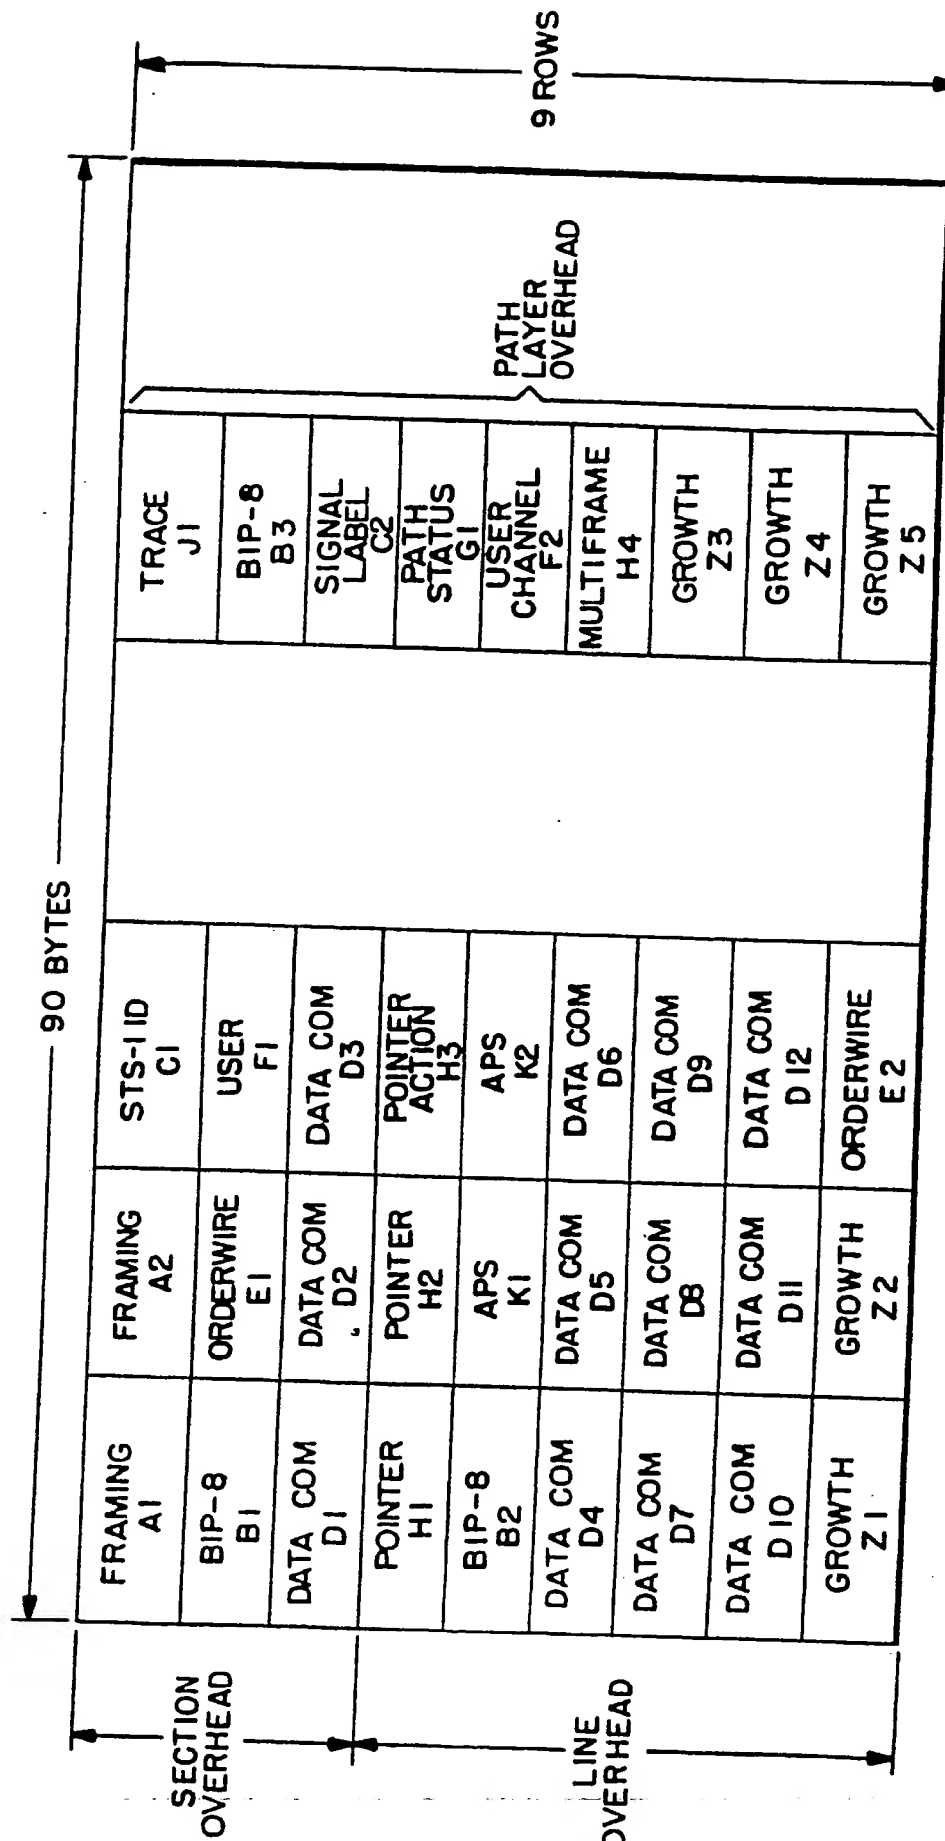 90 BYTES
9 ROWS
SECTION
OVERHEAD
LINE
OVERHEAD
FRAMING
A1
FRAMING
A2
STS-1 ID
C1
TRACE
J1
BIP-8
B1
ORDERWIRE
E1
USER
F1
BIP-8
B3
DATA COM
D1
DATA COM
D2
DATA COM
D3
SIGNAL
LABEL
C2
POINTER
H1
POINTER
H2
POINTER
ACTION
H3
PATH
STATUS
G1
BIP-8
B2
APS
K1
APS
K2
USER
CHANNEL
F2
DATA COM
D4
DATA COM
D5
DATA COM
D6
MULTIFRAME
H4
DATA COM
D7
DATA COM
D8
DATA COM
D9
GROWTH
Z3
DATA COM
D10
DATA COM
D11
DATA COM
D12
GROWTH
Z4
GROWTH
Z1
GROWTH
Z2
ORDERWIRE
E2
GROWTH
Z5
PATH
LAYER
OVERHEAD